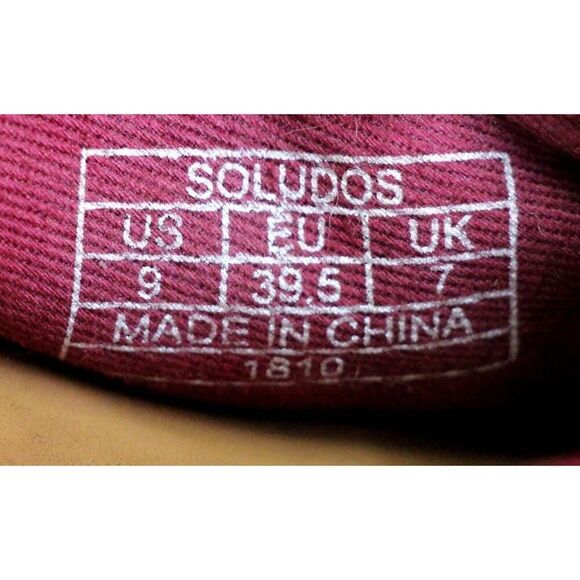 SOLUDOS
US EU UK
9 39.5 7
MADE IN CHINA
1810